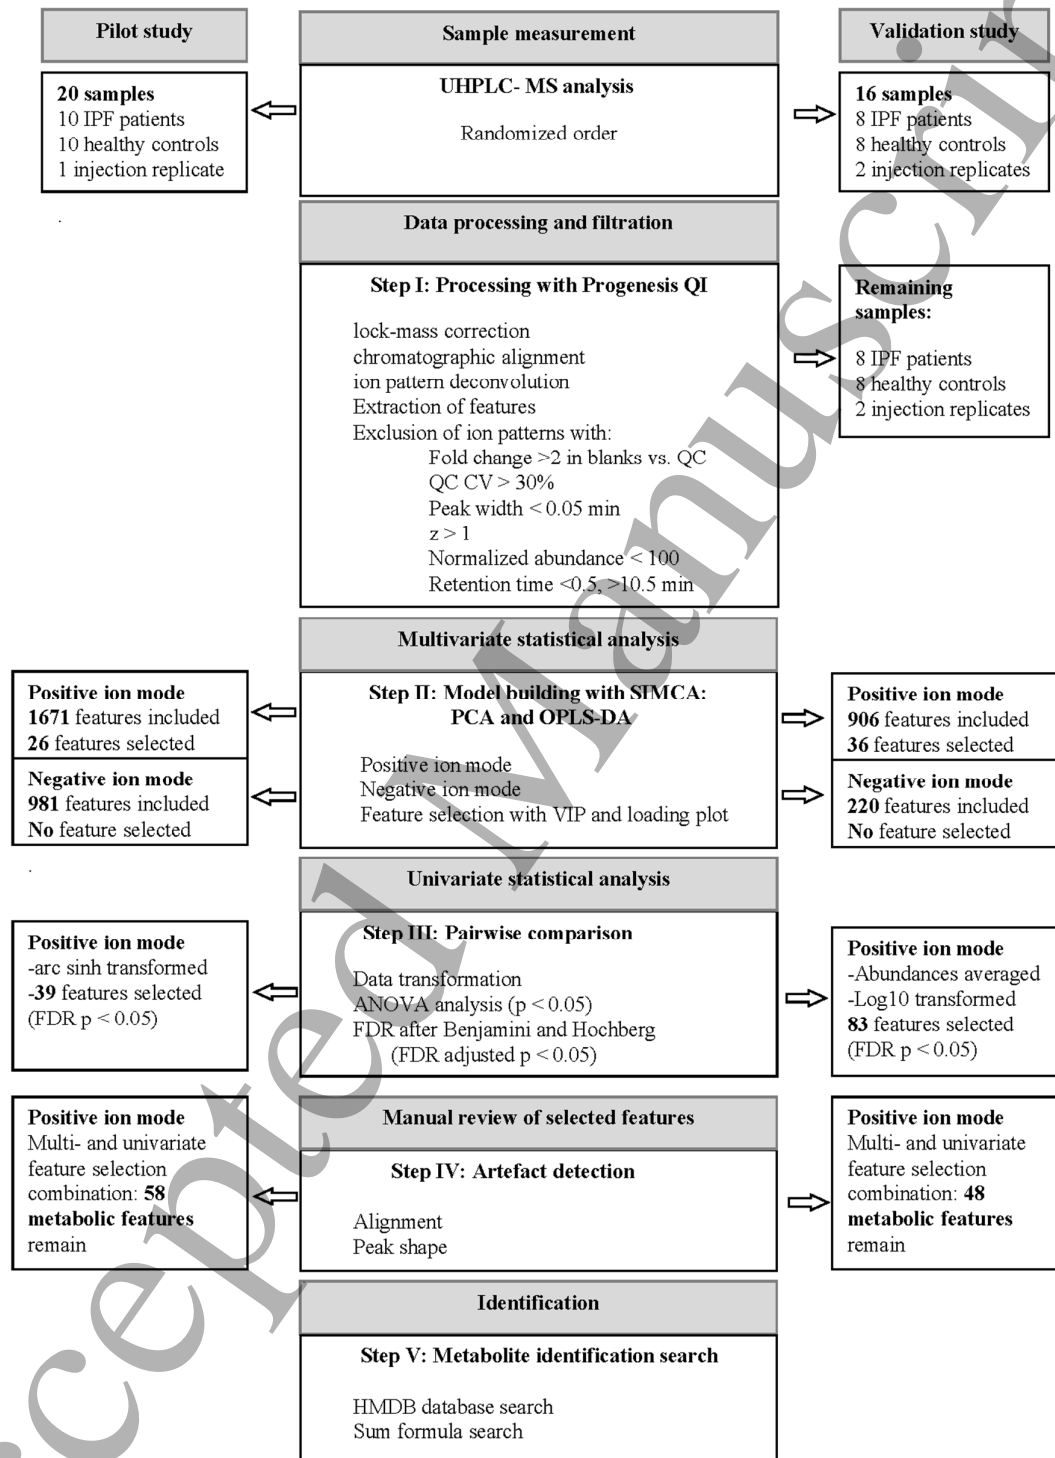 Pilot study
Sample measurement
Validation study
20 samples
10 IPF patients
10 healthy controls
1 injection replicate
UHPLC- MS analysis
Randomized order
16 samples
8 IPF patients
8 healthy controls
2 injection replicates
Data processing and filtration
Step I: Processing with Progenesis QI
lock-mass correction
chromatographic alignment
ion pattern deconvolution
Extraction of features
Exclusion of ion patterns with:
Fold change >2 in blanks vs. QC
QC CV > 30%
Peak width < 0.05 min
z > 1
Normalized abundance < 100
Retention time <0.5, >10.5 min
Remaining
samples:
8 IPF patients
8 healthy controls
2 injection replicates
Multivariate statistical analysis
Positive ion mode
1671 features included
26 features selected
Negative ion mode
981 features included
No feature selected
Step II: Model building with SIMCA:
PCA and OPLS-DA
Positive ion mode
Negative ion mode
Feature selection with VIP and loading plot
Positive ion mode
906 features included
36 features selected
Negative ion mode
220 features included
No feature selected
Univariate statistical analysis
Positive ion mode
-arc sinh transformed
-39 features selected
(FDR p < 0.05)
Step III: Pairwise comparison
Data transformation
ANOVA analysis (p < 0.05)
FDR after Benjamini and Hochberg
(FDR adjusted p < 0.05)
Positive ion mode
-Abundances averaged
-Log10 transformed
83 features selected
(FDR p < 0.05)
Manual review of selected features
Positive ion mode
Multi- and univariate
feature selection
combination: 58
metabolic features
remain
Step IV: Artefact detection
Alignment
Peak shape
Positive ion mode
Multi- and univariate
feature selection
combination: 48
metabolic features
remain
Identification
Step V: Metabolite identification search
HMDB database search
Sum formula search
cepted Manuscri